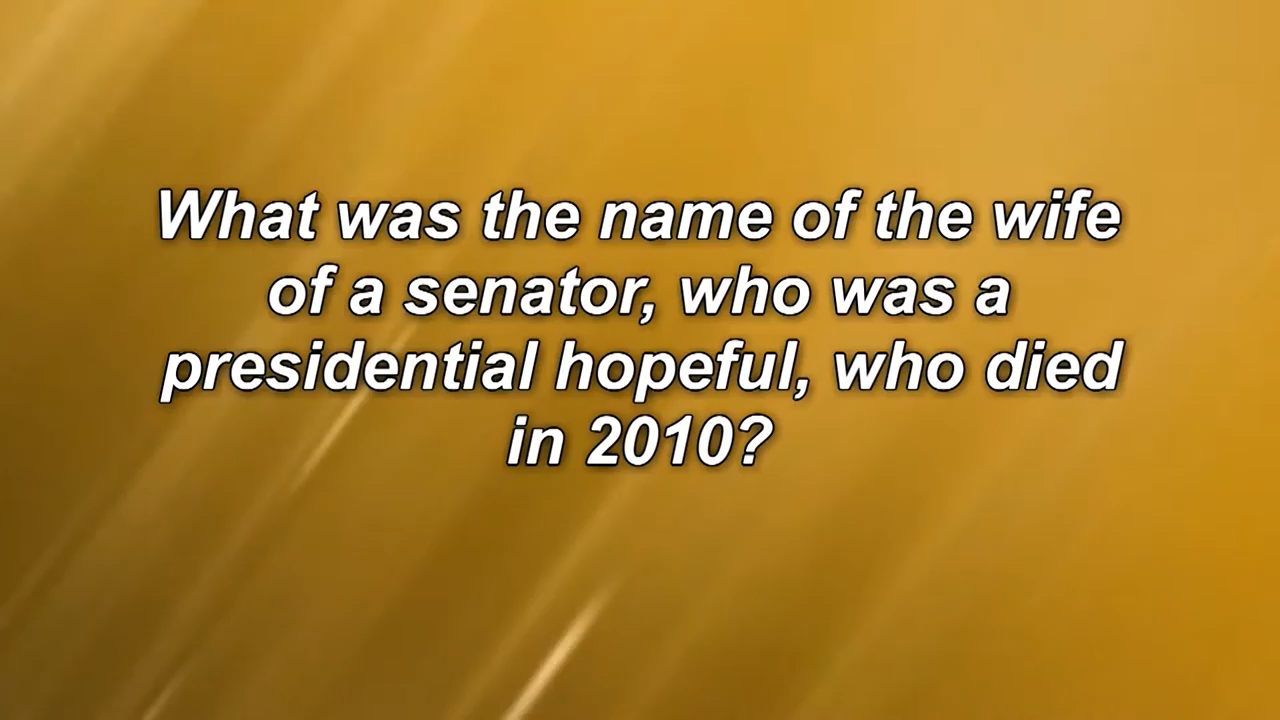 What was the name of the wife
of a senator, who was a
presidential hopeful, who died
in 2010?